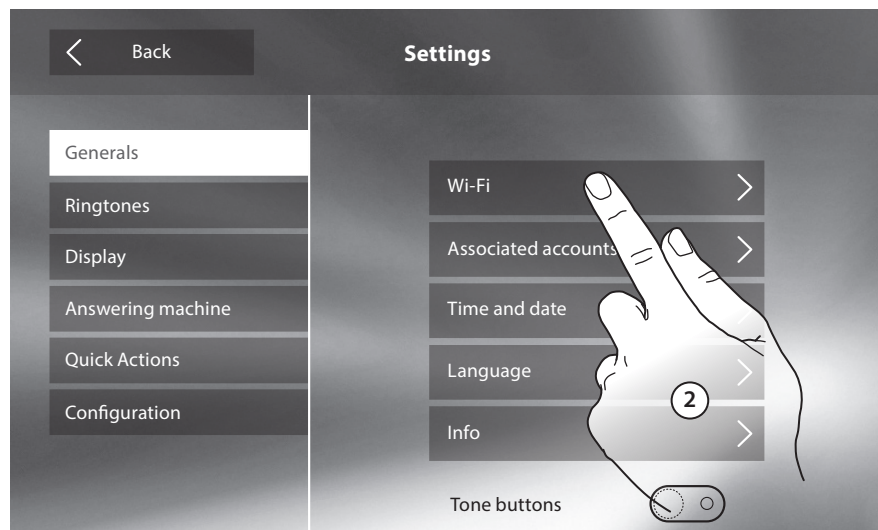 Back
Settings
Generals
Ringtones
Display
Answering machine
Quick Actions
Configuration
Wi-Fi
Associated accounts
Time and date
Language
Info
Tone buttons
2